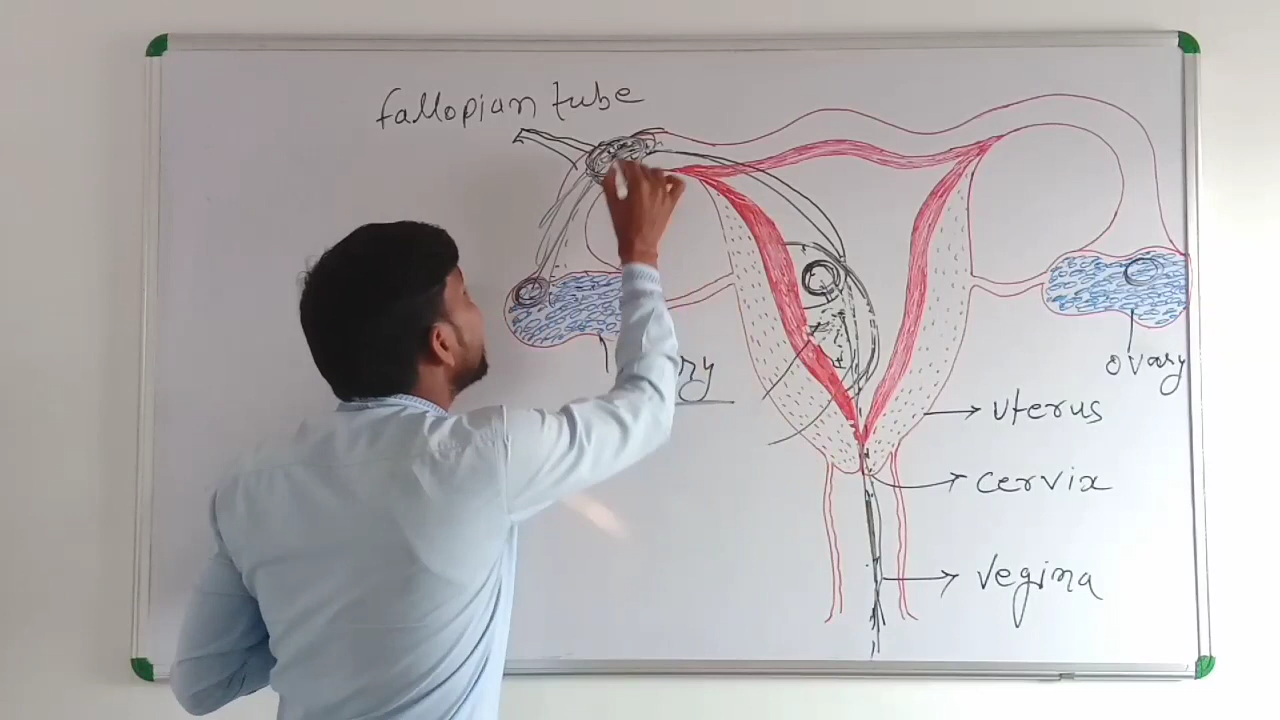 fallopian tube
ovary
uterus
cervix
vegina